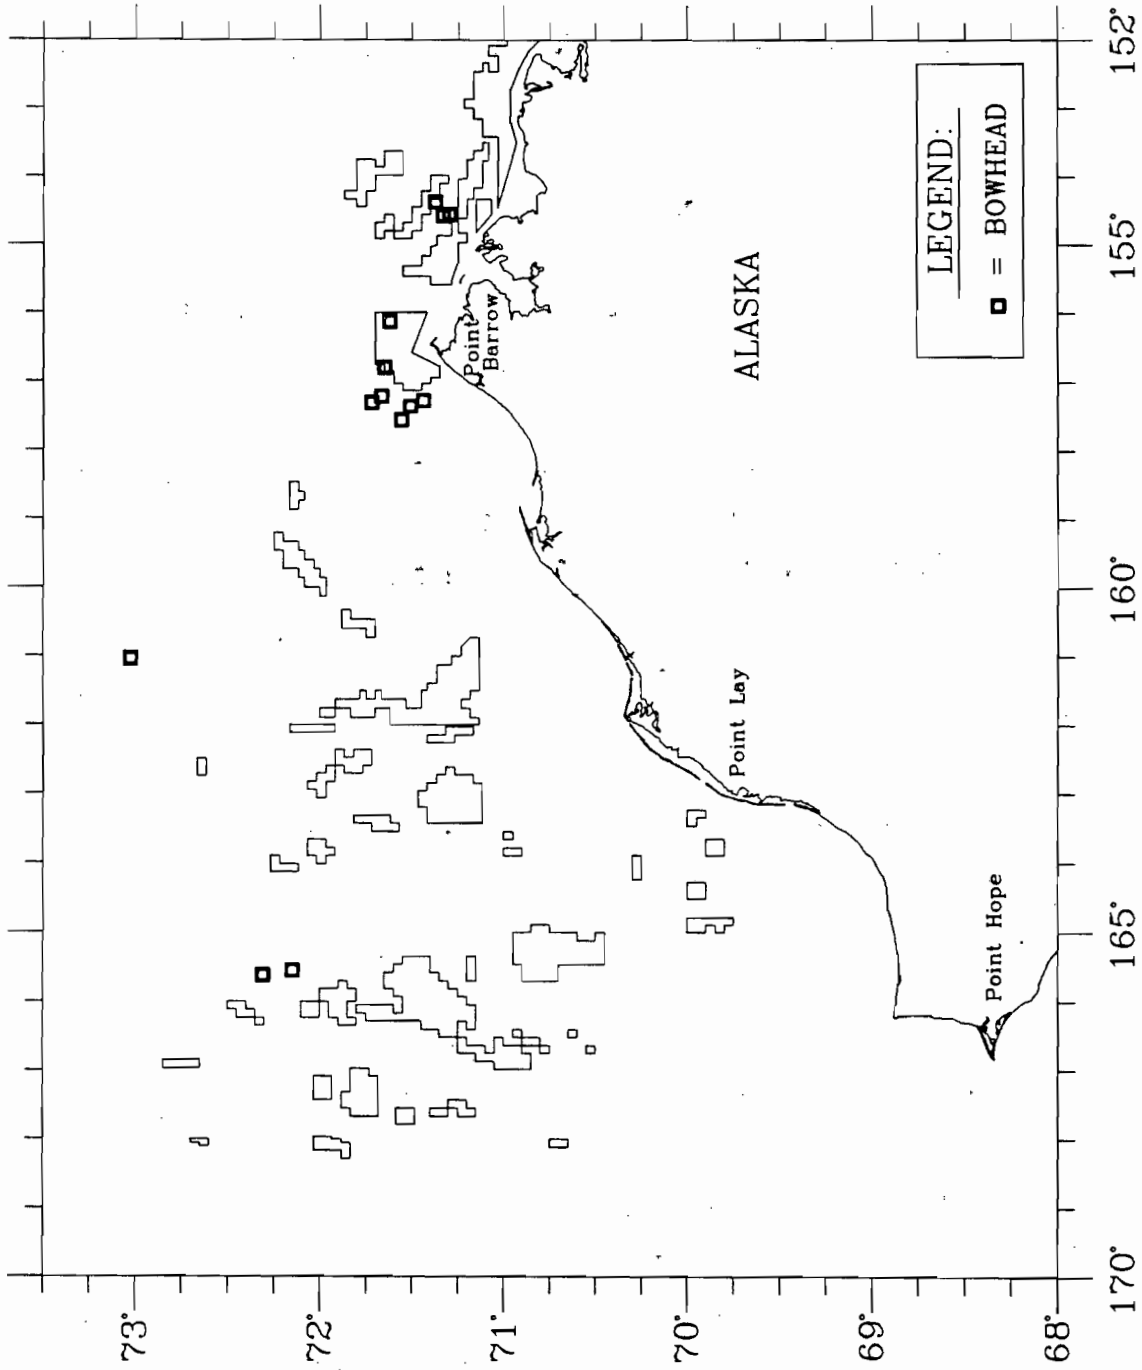 73°
72°
71°
70°
69°
68°
170°
165°
160°
155°
152°
Point
Barrow
Point Lay
Point Hope
ALASKA
LEGEND:
= BOWHEAD